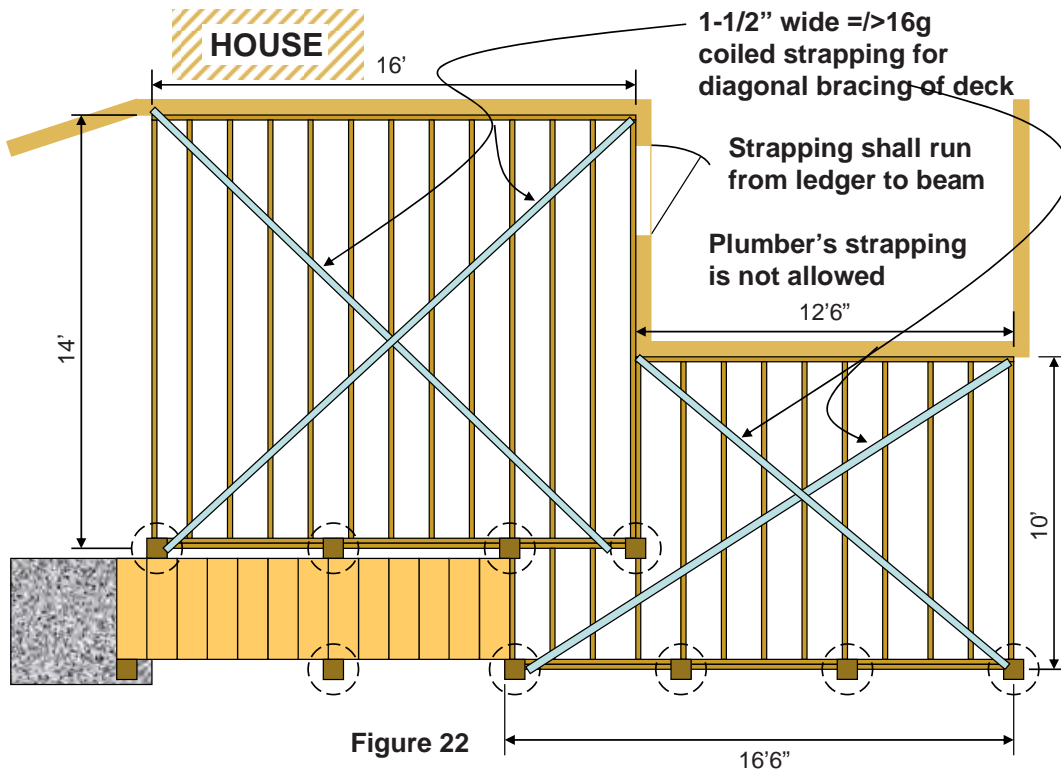 HOUSE
16’
1-1/2” wide =/>16g
coiled strapping for
diagonal bracing of deck
Strapping shall run
from ledger to beam
Plumber’s strapping
is not allowed
12’6”
14’
10’
Figure 22
16’6”